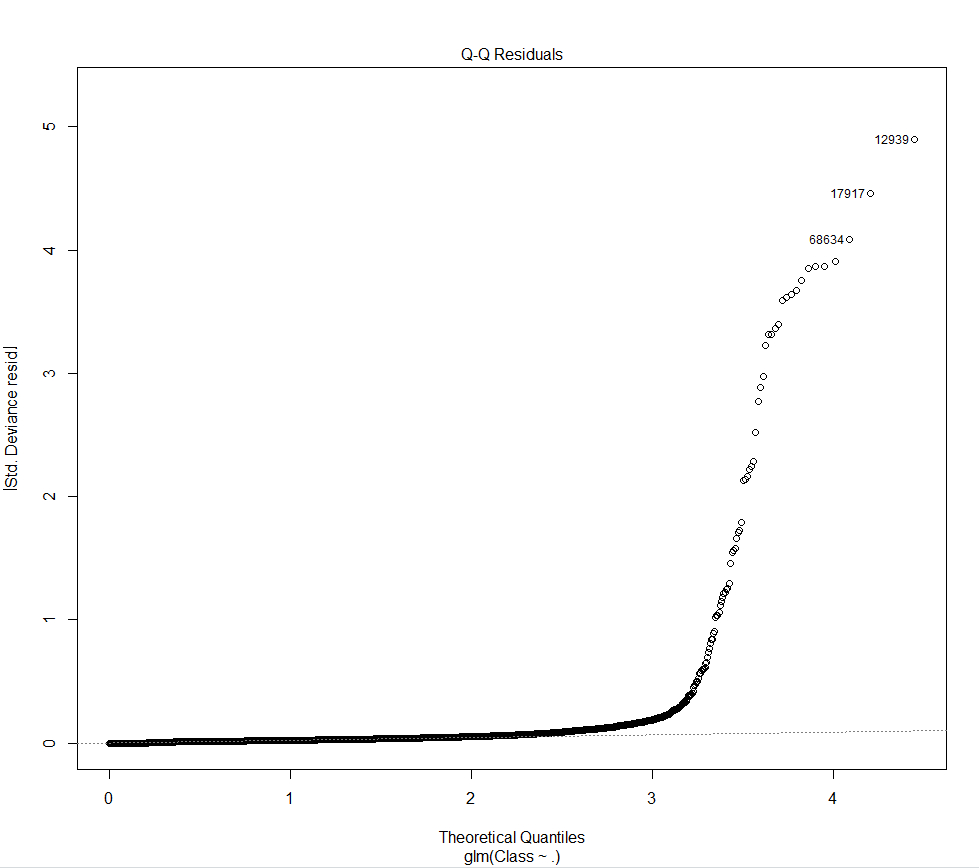 Q-Q Residuals
5
4
3
2
1
0
|Std. Deviance resid.|
12939
17917
68634
0 1 2 3 4
Theoretical Quantiles
glm(Class ~ .)